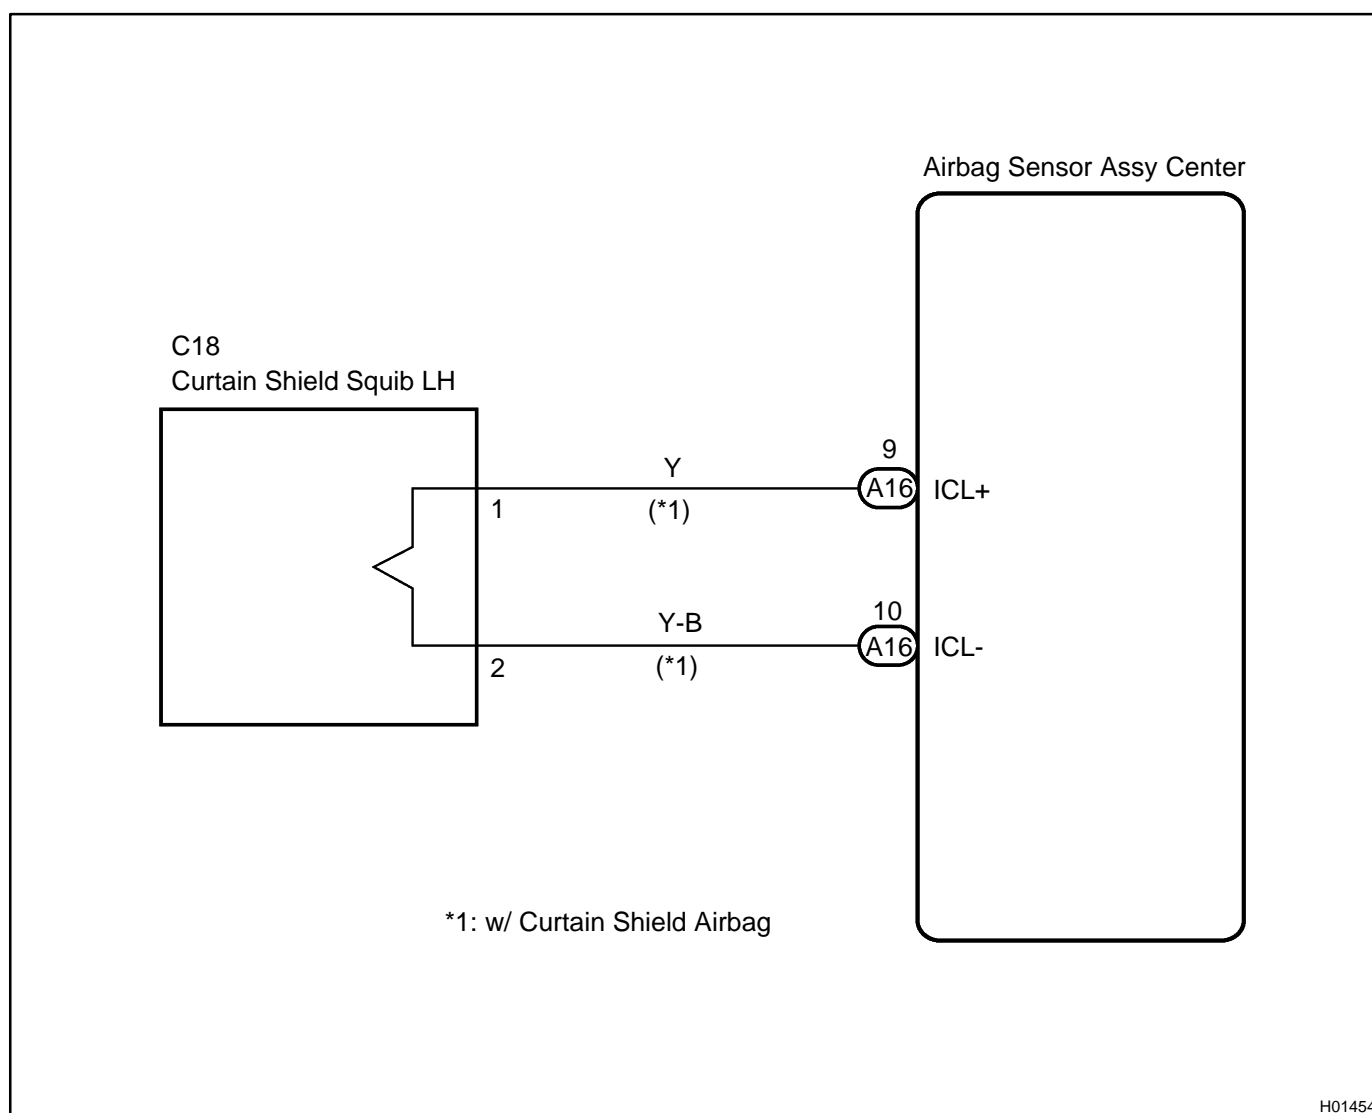 Airbag Sensor Assy Center
C18
Curtain Shield Squib LH
9
Y
A16
ICL+
1
(*1)
10
Y-B
A16
ICL-
2
(*1)
*1: w/ Curtain Shield Airbag
H01454